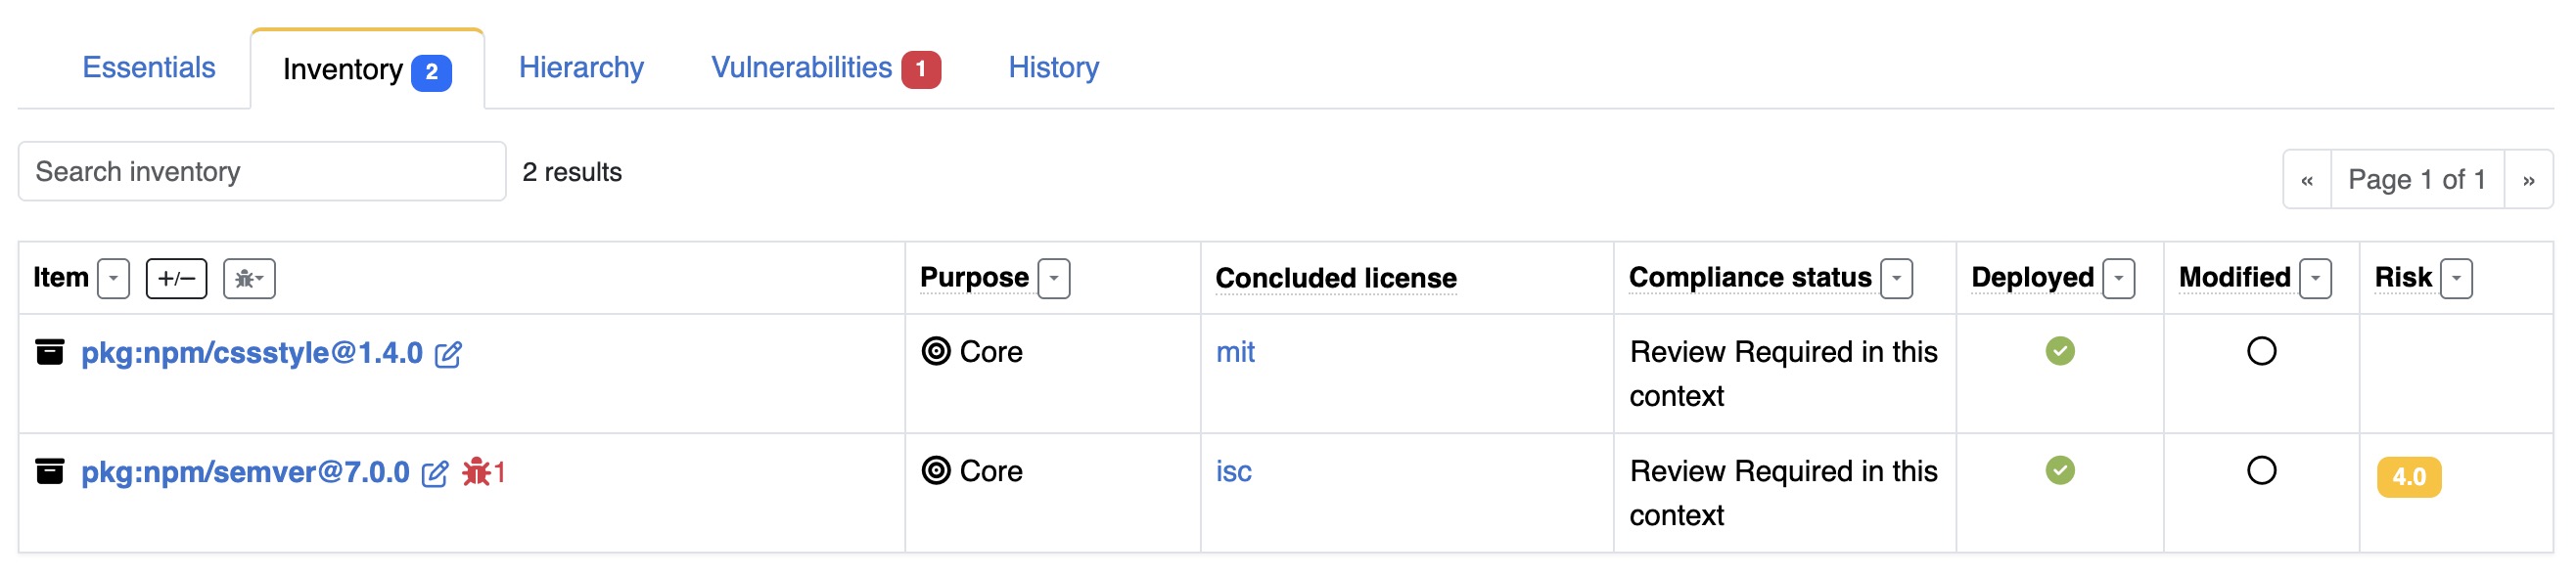 Essentials Inventory 2 Hierarchy Vulnerabilities 1 History
Search inventory 2 results « Page 1 of 1 »
Item +/− Purpose Concluded license Compliance status Deployed Modified Risk
pkg:npm/cssstyle@1.4.0 Core mit Review Required in this
context
pkg:npm/semver@7.0.0 1 Core isc Review Required in this 4.0
context